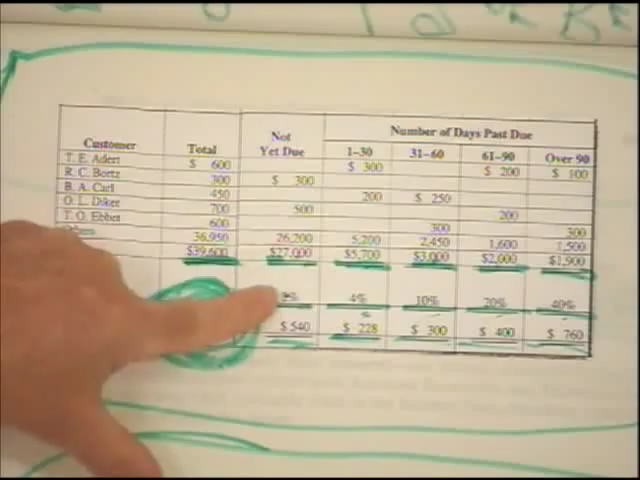 Number of Days Past Due
Customer Total Not Yet Due 1–30 31–60 61–90 Over 90
T. E. Adert $ 600 $ 300 $ 200 $ 100
R. C. Bortz 300 $ 300
B. A. Carl 450 200 $ 250
O. L. Diker 700 500 200
T. O. Ebbet 600 300 300
36,950 26,200 5,200 2,450 1,600 1,500
$39,600 $27,000 $5,700 $3,000 $2,000 $1,900
4% 10% 20% 40%
$ 540 $ 228 $ 300 $ 400 $ 760